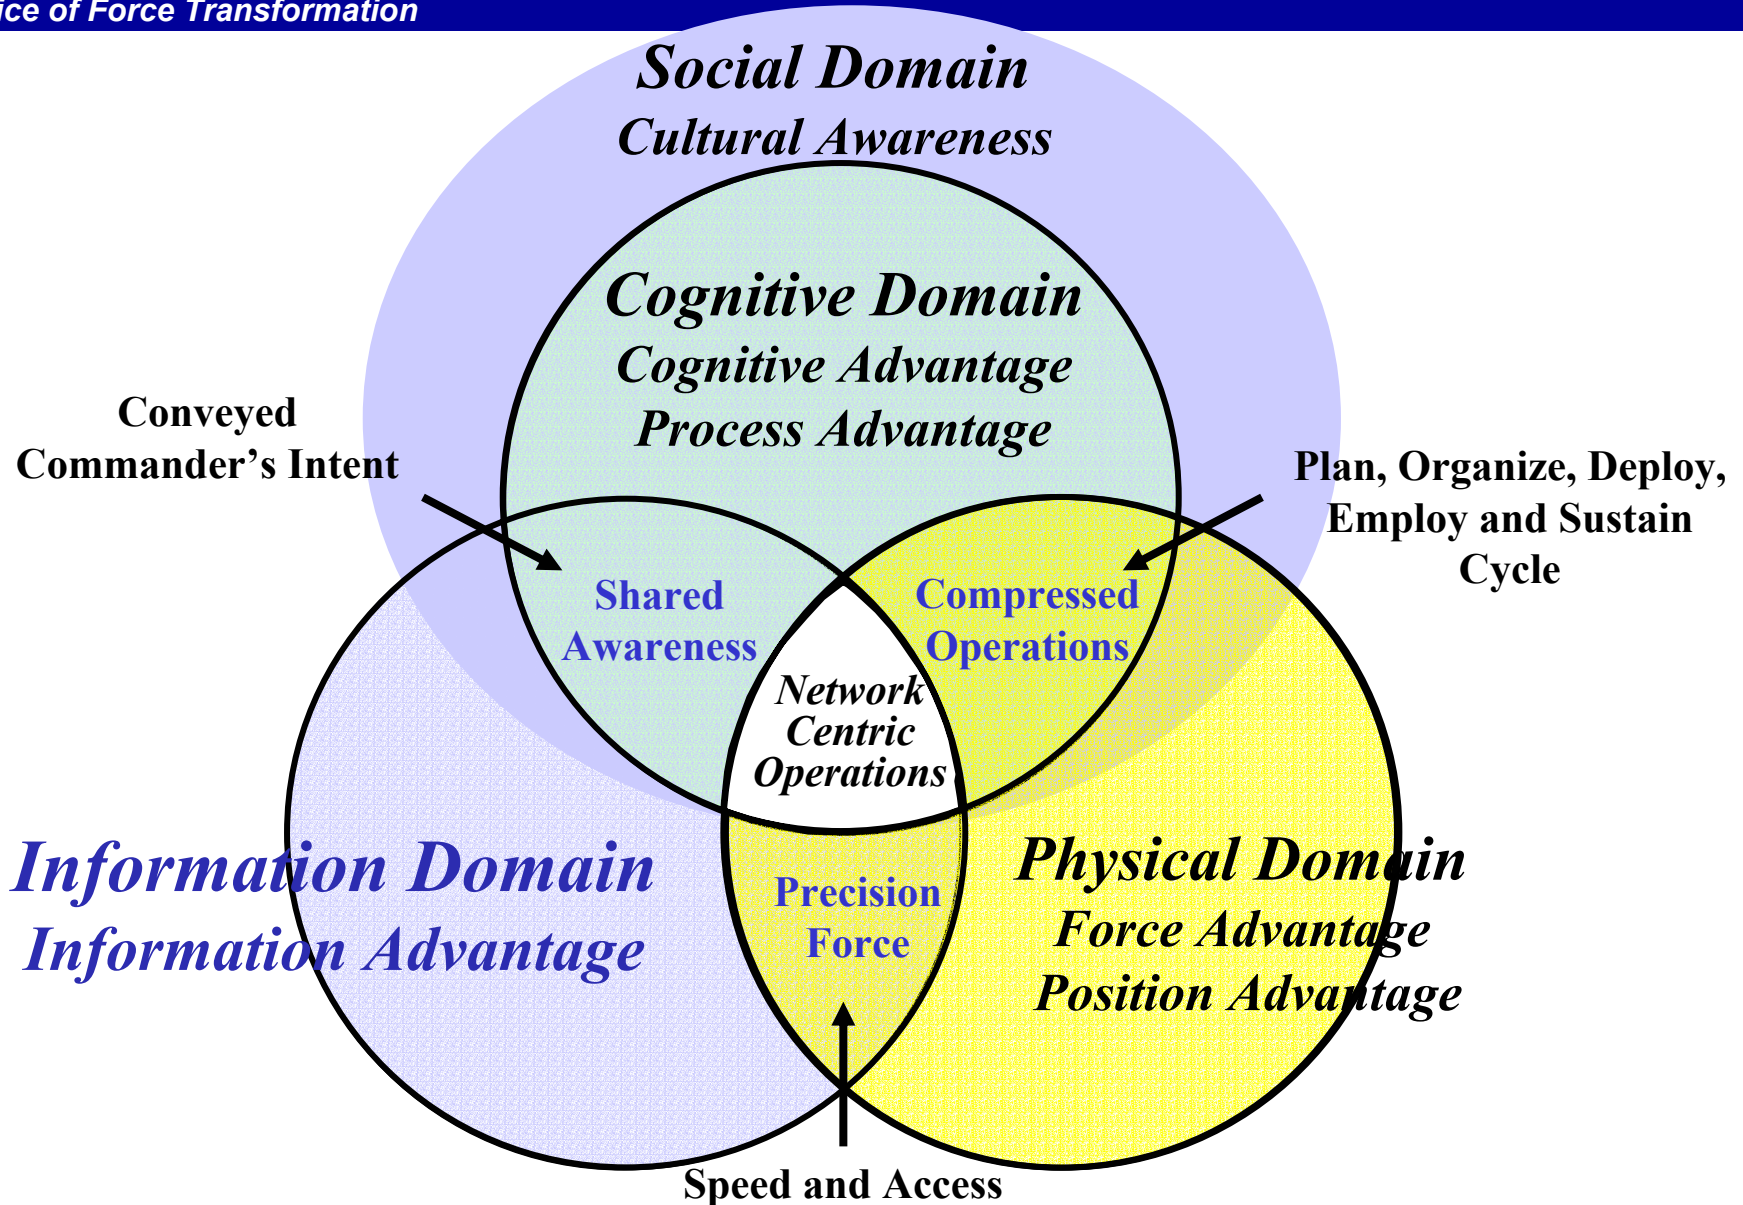 of Force Transformation
Social Domain
Cultural Awareness
Cognitive Domain
Cognitive Advantage
Process Advantage
Conveyed
Commander’s Intent
Plan, Organize, Deploy,
Employ and Sustain
Cycle
Shared
Awareness
Compressed
Operations
Network
Centric
Operations
Information Domain
Information Advantage
Physical Domain
Force Advantage
Position Advantage
Precision
Force
Speed and Access